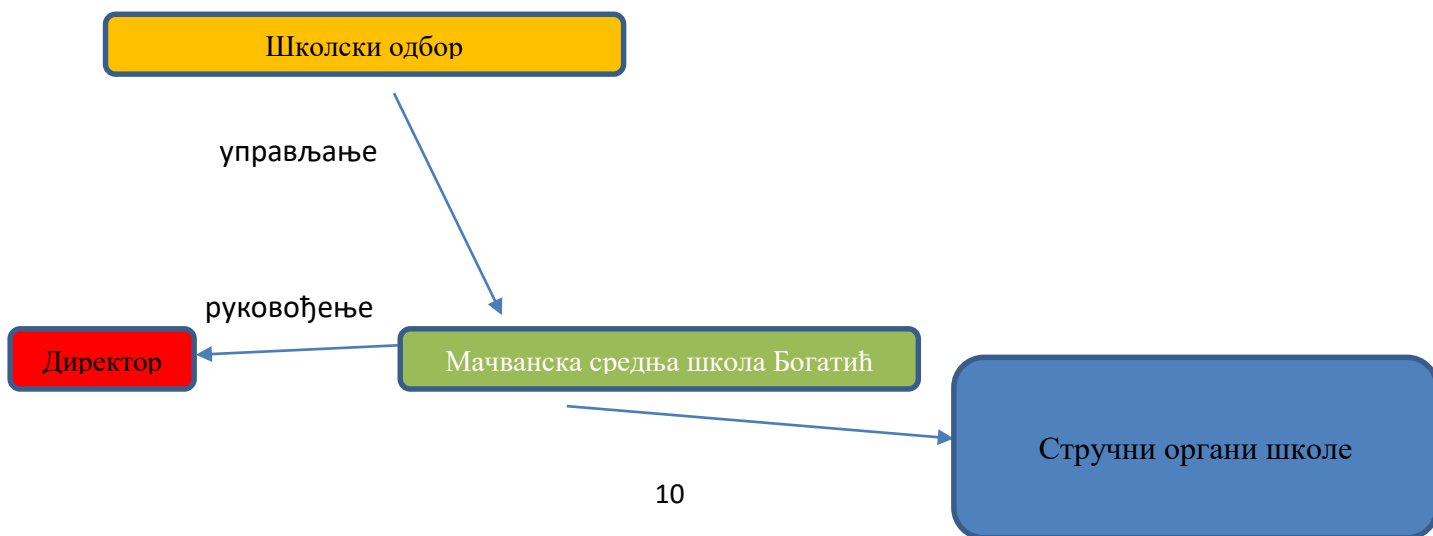 Школски одбор
управљање
руковођење
Директор
Мачванска средња школа Богатић
Стручни органи школе
10